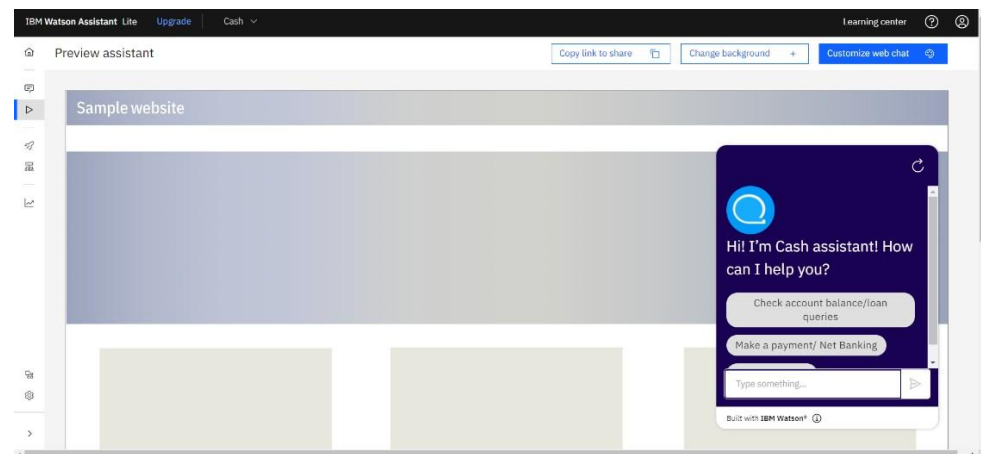 IBM Watson Assistant Lite Upgrade Cash Learning center
Preview assistant Copy link to share Change background + Customize web chat
Sample website
Hi! I'm Cash assistant! How
can I help you?
Check account balance/loan
queries
Make a payment/ Net Banking
Type something...
Built with IBM Watson®